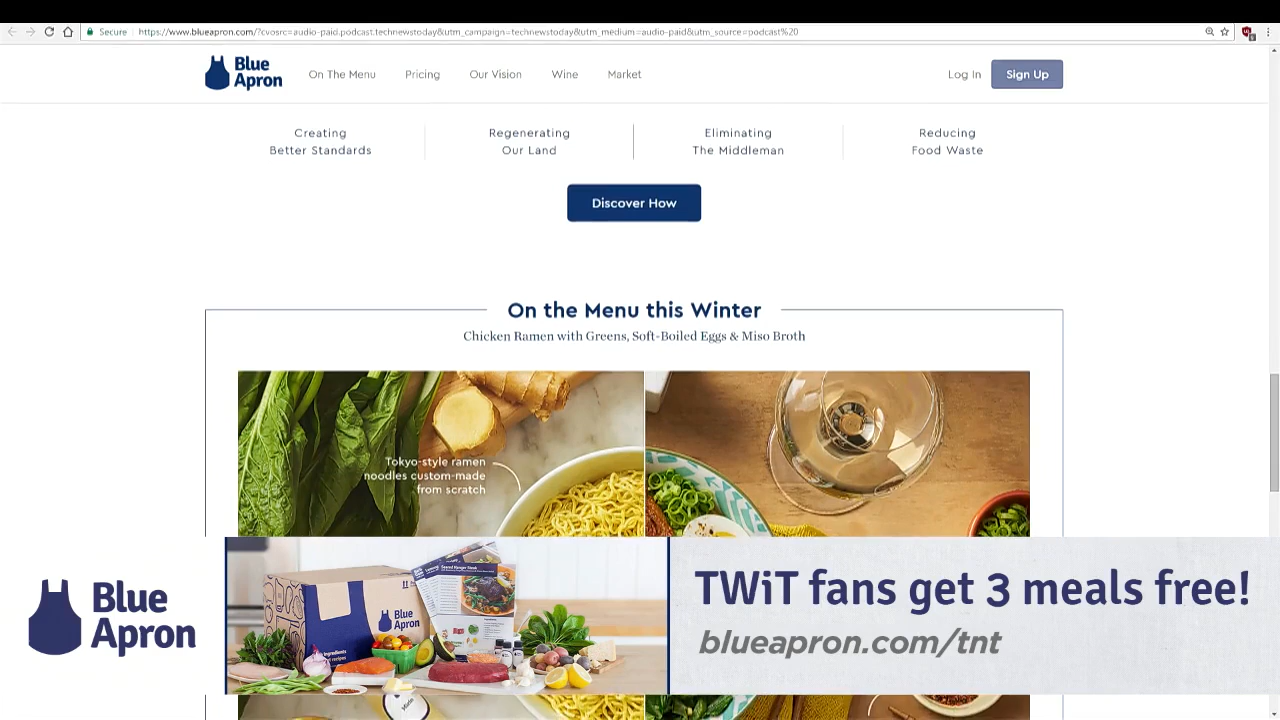 Secure
https://www.blueapron.com/?cvosrc=audio-paid.podcast.technewstoday&utm_campaign=technewstoday&utm_medium=audio-paid&utm_source=podcast%20
Blue
Apron
On The Menu
Pricing
Our Vision
Wine
Market
Log In
Sign Up
Creating
Better Standards
Regenerating
Our Land
Eliminating
The Middleman
Reducing
Food Waste
Discover How
On the Menu this Winter
Chicken Ramen with Greens, Soft-Boiled Eggs & Miso Broth
Tokyo-style ramen
noodles custom-made
from scratch
Blue
Apron
Blue
Apron
TWiT fans get 3 meals free!
blueapron.com/tnt